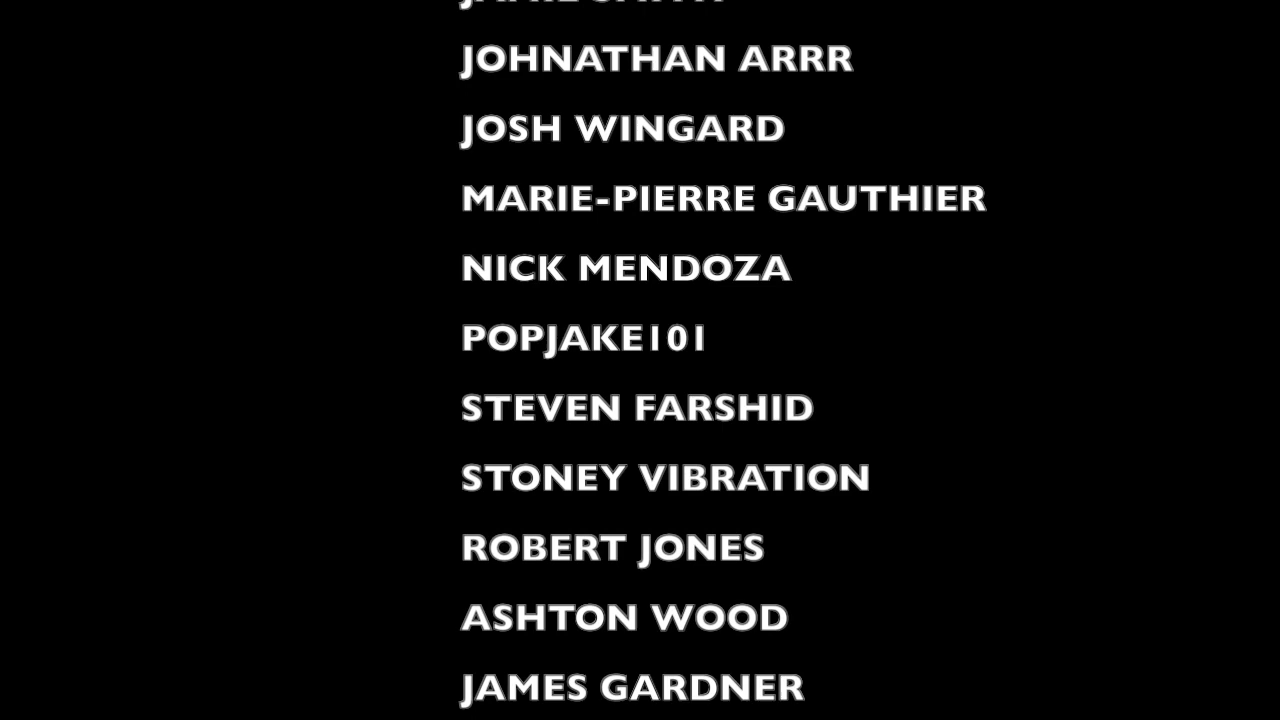 JOHNATHAN ARRR
JOSH WINGARD
MARIE-PIERRE GAUTHIER
NICK MENDOZA
POPJAKE101
STEVEN FARSHID
STONEY VIBRATION
ROBERT JONES
ASHTON WOOD
JAMES GARDNER